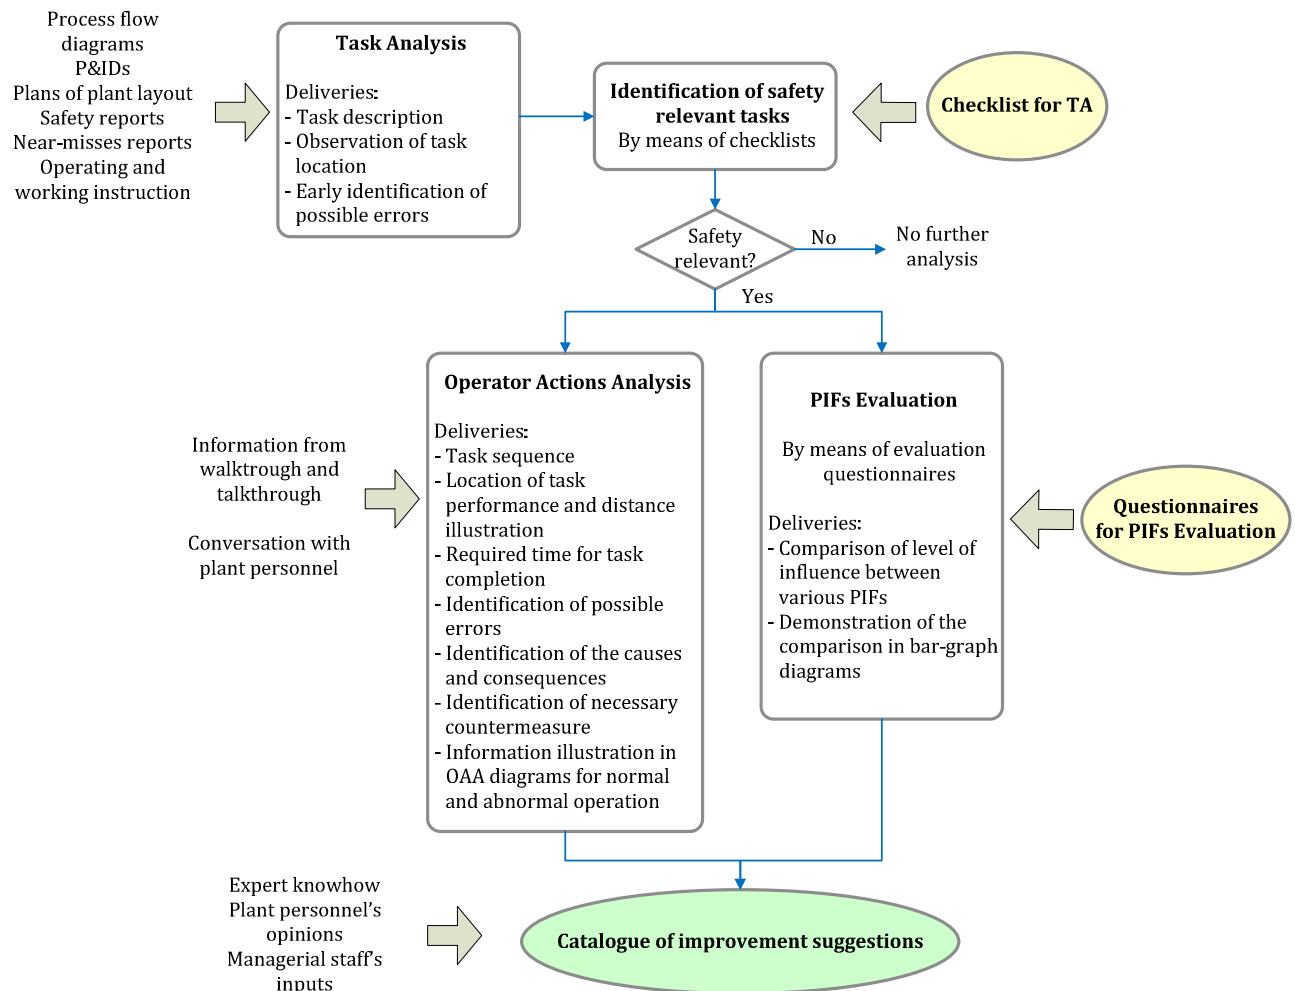 Process flow
diagrams
P&IDs
Plans of plant layout
Safety reports
Near-misses reports
Operating and
working instruction
Task Analysis
Deliveries:
- Task description
- Observation of task
location
- Early identification of
possible errors
Identification of safety
relevant tasks
By means of checklists
Checklist for TA
Safety
relevant?
No
No further
analysis
Yes
Operator Actions Analysis
Deliveries:
- Task sequence
- Location of task
performance and distance
illustration
- Required time for task
completion
- Identification of possible
errors
- Identification of the causes
and consequences
- Identification of necessary
countermeasure
- Information illustration in
OAA diagrams for normal
and abnormal operation
PIFs Evaluation
By means of evaluation
questionnaires
Deliveries:
- Comparison of level of
influence between
various PIFs
- Demonstration of the
comparison in bar-graph
diagrams
Information from
walktrough and
talkthrough
Conversation with
plant personnel
Questionnaires
for PIFs Evaluation
Expert knowhow
Plant personnel's
opinions
Managerial staff's
inputs
Catalogue of improvement suggestions